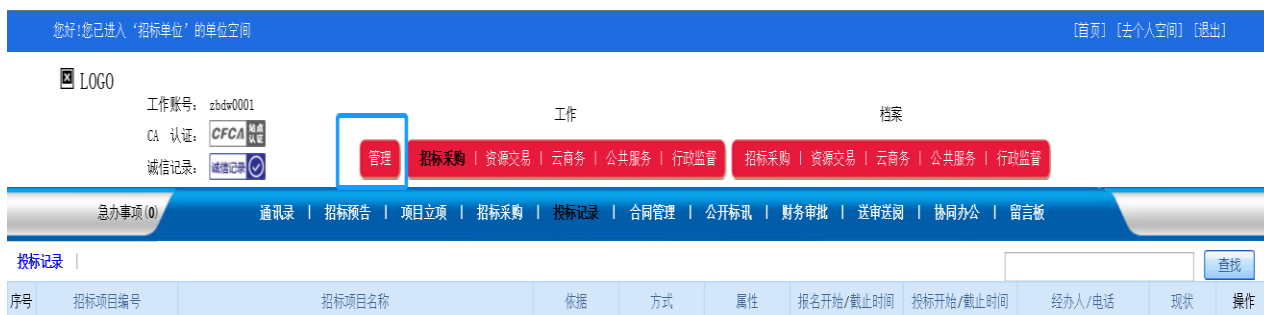 您好!您已进入‘招标单位’的单位空间 [首页] [去个人空间] [退出]
LOGO
工作账号: zbdw0001
工作 档案
CA 认证: CFCA 站点认证
管理 招标采购 | 资源交易 | 云商务 | 公共服务 | 行政监督 招标采购 | 资源交易 | 云商务 | 公共服务 | 行政监督
诚信记录: 诚信记录
急办事项(0) 通讯录 | 招标预告 | 项目立项 | 招标采购 | 投标记录 | 合同管理 | 公开标讯 | 财务审批 | 送审送阅 | 协同办公 | 留言板
投标记录 | 查找
序号 招标项目编号 招标项目名称 依据 方式 属性 报名开始/截止时间 投标开始/截止时间 经办人/电话 现状 操作